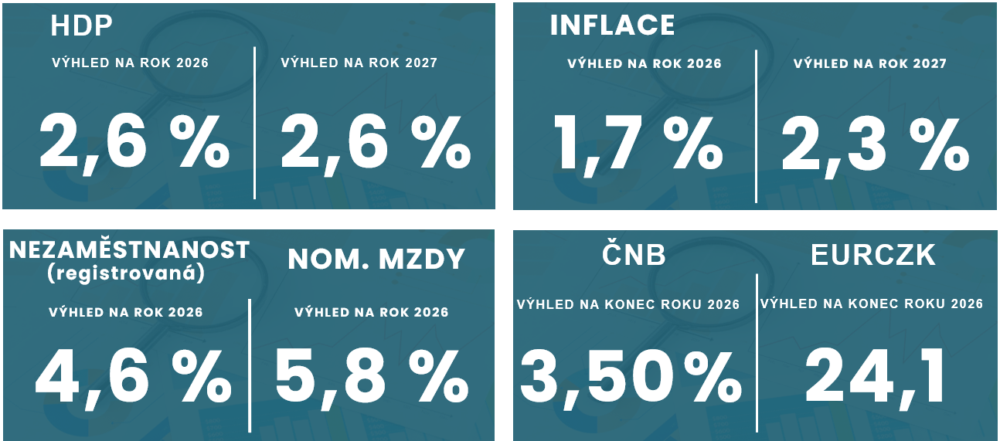 HDP
VÝHLED NA ROK 2026
VÝHLED NA ROK 2027
2,6 %
2,6 %
INFLACE
VÝHLED NA ROK 2026
VÝHLED NA ROK 2027
1,7 %
2,3 %
NEZAMĚSTNANOST
(registrovaná)
NOM. MZDY
VÝHLED NA ROK 2026
VÝHLED NA ROK 2026
4,6 %
5,8 %
ČNB
EURCZK
VÝHLED NA KONEC ROKU 2026
VÝHLED NA KONEC ROKU 2026
3,50%
24,1